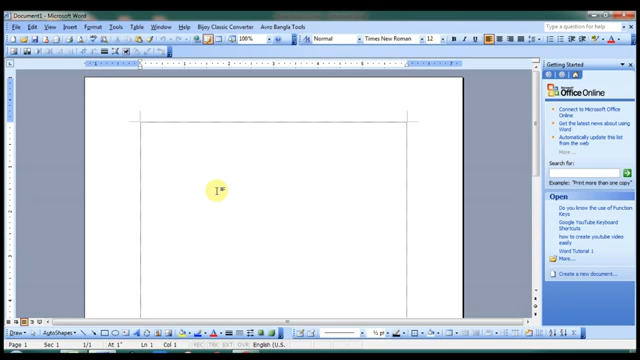 Document1 - Microsoft Word
File Edit View Insert Format Tools Table Window Help Bijoy Classic Converter Avro Bangla Tools
Type a question for help
100% Normal Times New Roman 12
Getting Started
Office Online
Connect to Microsoft Office Online
Get the latest news about using Word
Automatically update this list from the web
More...
Search for:
Example: "Print more than one copy"
Open
Do you know the use of Function Keys
Google YouTube Keyboard Shortcuts
how to create youtube video easily
Word Tutorial 1
More...
Create a new document...
Draw AutoShapes ½ pt
Page 1 Sec 1 1/1 At 1" Ln 1 Col 1 REC TRK EXT OVR English (U.S.